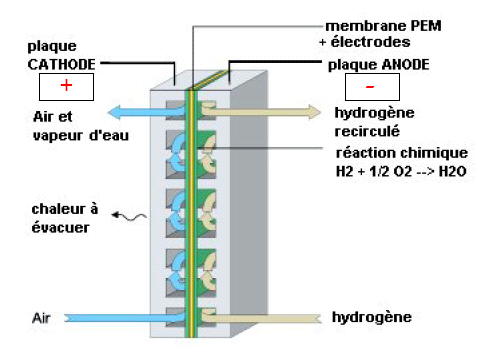 membrane PEM
+ électrodes
plaque
CATHODE
plaque ANODE
+
-
Air et
vapeur d'eau
hydrogène
recirculé
réaction chimique
H2 + 1/2 O2 --> H2O
chaleur à
évacuer
Air
hydrogène